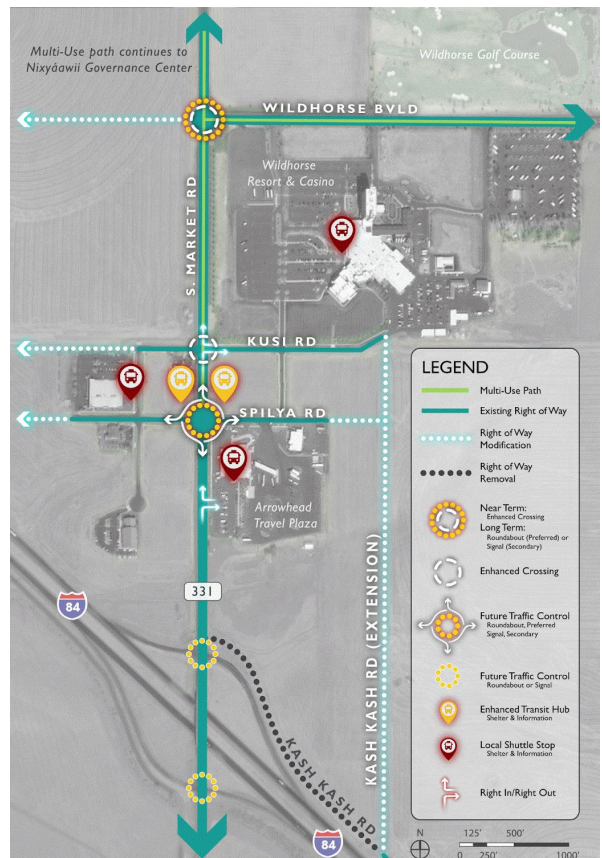 Multi-Use path continues to
Nixyáawii Governance Center
Wildhorse Golf Course
WILDHORSE BVLD
Wildhorse
Resort & Casino
S. MARKET RD
KUSI RD
SPILYA RD
Arrowhead
Travel Plaza
331
84
KASH KASH RD (EXTENSION)
KASH KASH RD
84
LEGEND
Multi-Use Path
Existing Right of Way
Right of Way
Modification
Right of Way
Removal
Near Term:
Enhanced Crossing
Long Term:
Roundabout (Preferred) or
Signal (Secondary)
Enhanced Crossing
Future Traffic Control
Roundabout, Preferred
Signal, Secondary
Future Traffic Control
Roundabout or Signal
Enhanced Transit Hub
Shelter & Information
Local Shuttle Stop
Shelter & Information
Right In/Right Out
N
125' 500'
0 250' 1000'